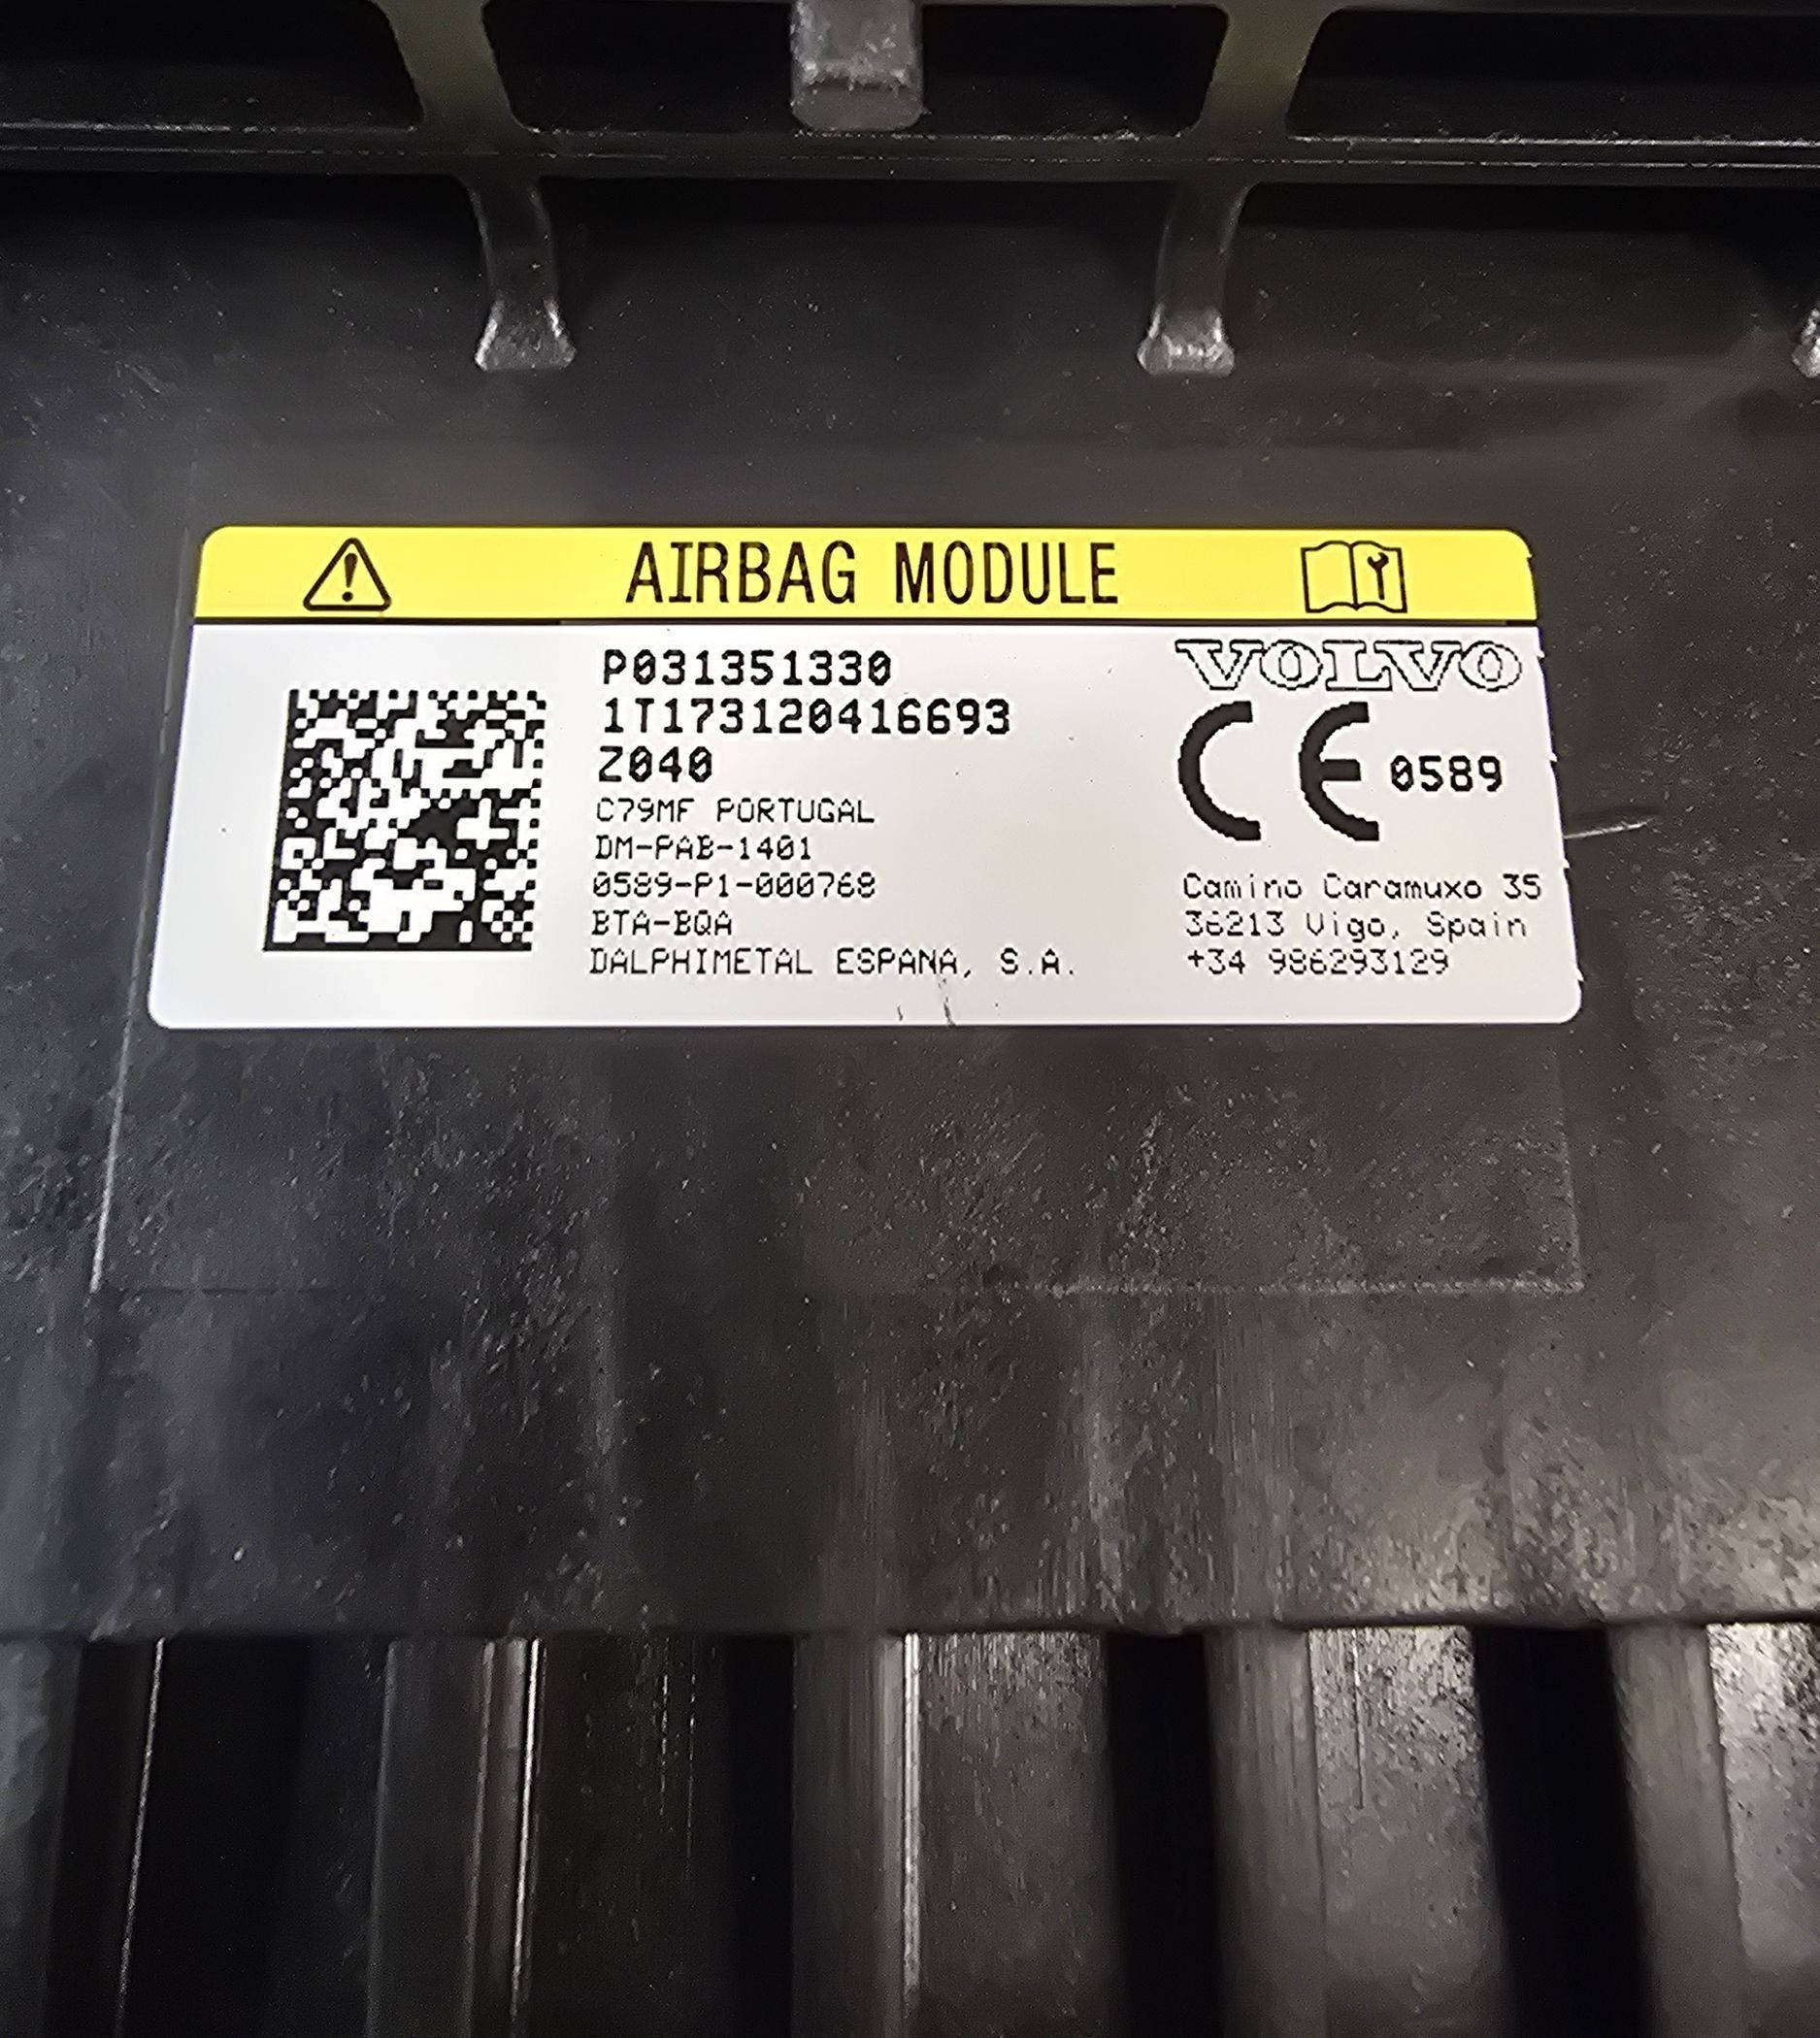 AIRBAG MODULE
P031351330
1T173120416693
Z040
C79MF PORTUGAL
DM-PAB-1401
0589-P1-000768
BTA-BQA
DALPHIMETAL ESPANA, S.A.
VOLVO
CE 0589
Camino Caramuxo 35
36213 Vigo, Spain
+34 986293129